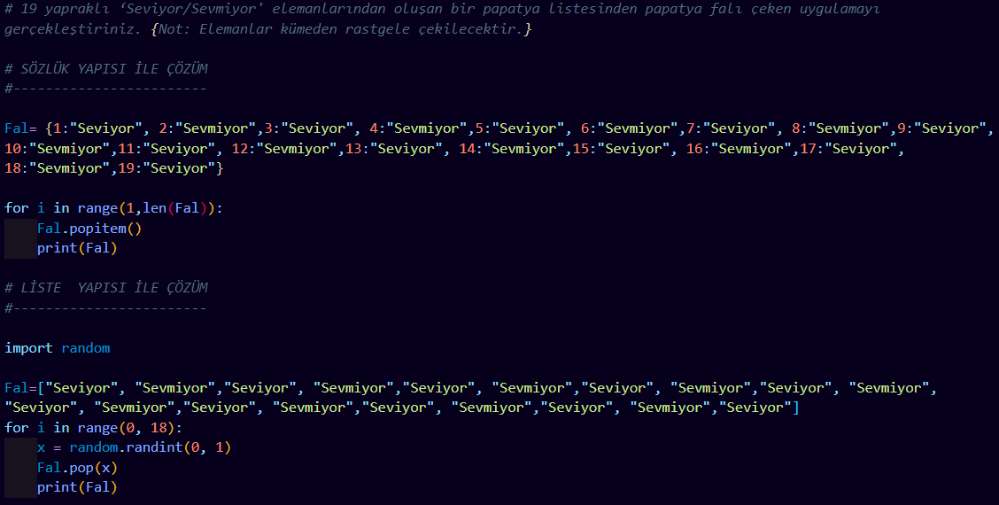 # 19 yapraklı ‘Seviyor/Sevmiyor' elemanlarından oluşan bir papatya listesinden papatya falı çeken uygulamayı
gerçekleştiriniz. {Not: Elemanlar kümeden rastgele çekilecektir.}
# SÖZLÜK YAPISI İLE ÇÖZÜM
#------------------------
Fal= {1:"Seviyor", 2:"Sevmiyor",3:"Seviyor", 4:"Sevmiyor",5:"Seviyor", 6:"Sevmiyor",7:"Seviyor", 8:"Sevmiyor",9:"Seviyor",
10:"Sevmiyor",11:"Seviyor", 12:"Sevmiyor",13:"Seviyor", 14:"Sevmiyor",15:"Seviyor", 16:"Sevmiyor",17:"Seviyor",
18:"Sevmiyor",19:"Seviyor"}
for i in range(1,len(Fal)):
    Fal.popitem()
    print(Fal)
# LİSTE  YAPISI İLE ÇÖZÜM
#------------------------
import random
Fal=["Seviyor", "Sevmiyor","Seviyor", "Sevmiyor","Seviyor", "Sevmiyor","Seviyor", "Sevmiyor","Seviyor", "Sevmiyor",
"Seviyor", "Sevmiyor","Seviyor", "Sevmiyor","Seviyor", "Sevmiyor","Seviyor", "Sevmiyor","Seviyor"]
for i in range(0, 18):
    x = random.randint(0, 1)
    Fal.pop(x)
    print(Fal)